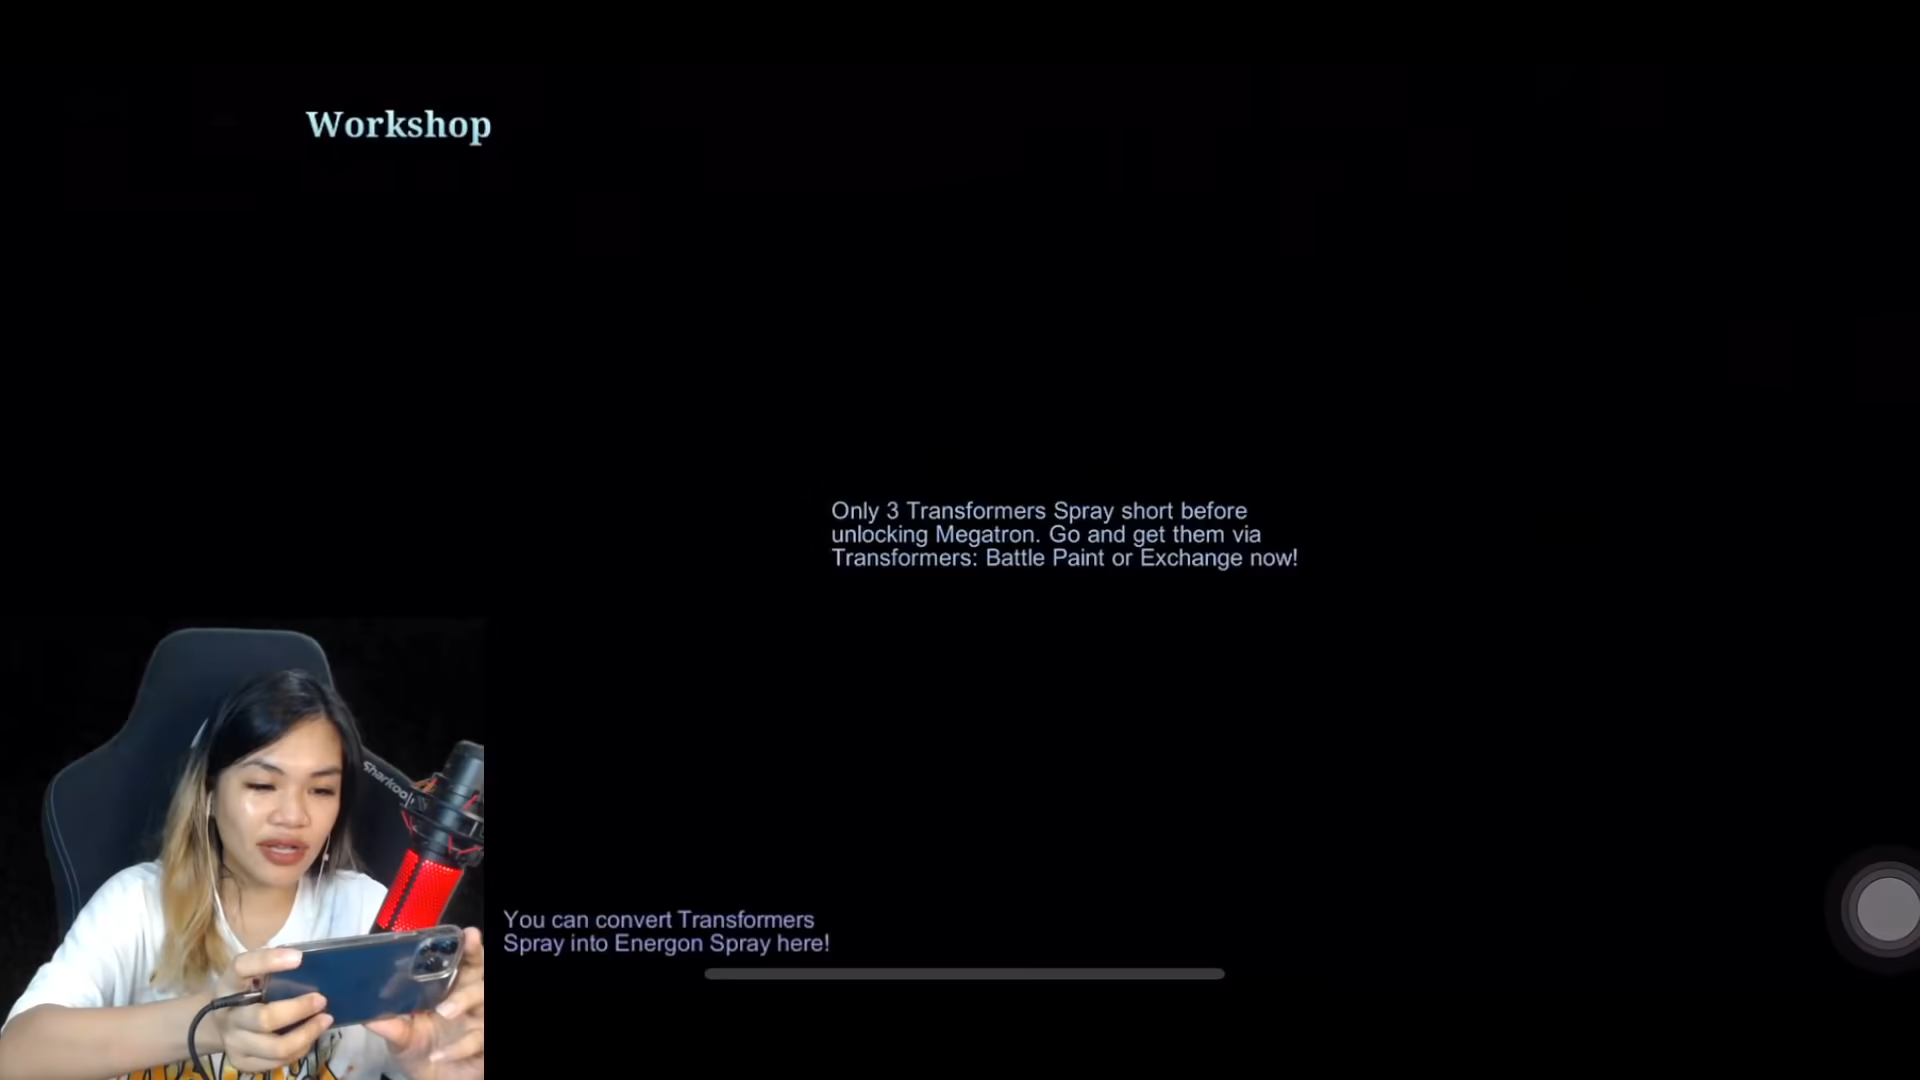 Workshop
Only 3 Transformers Spray short before
unlocking Megatron. Go and get them via
Transformers: Battle Paint or Exchange now!
Sharkoon
You can convert Transformers
Spray into Energon Spray here!